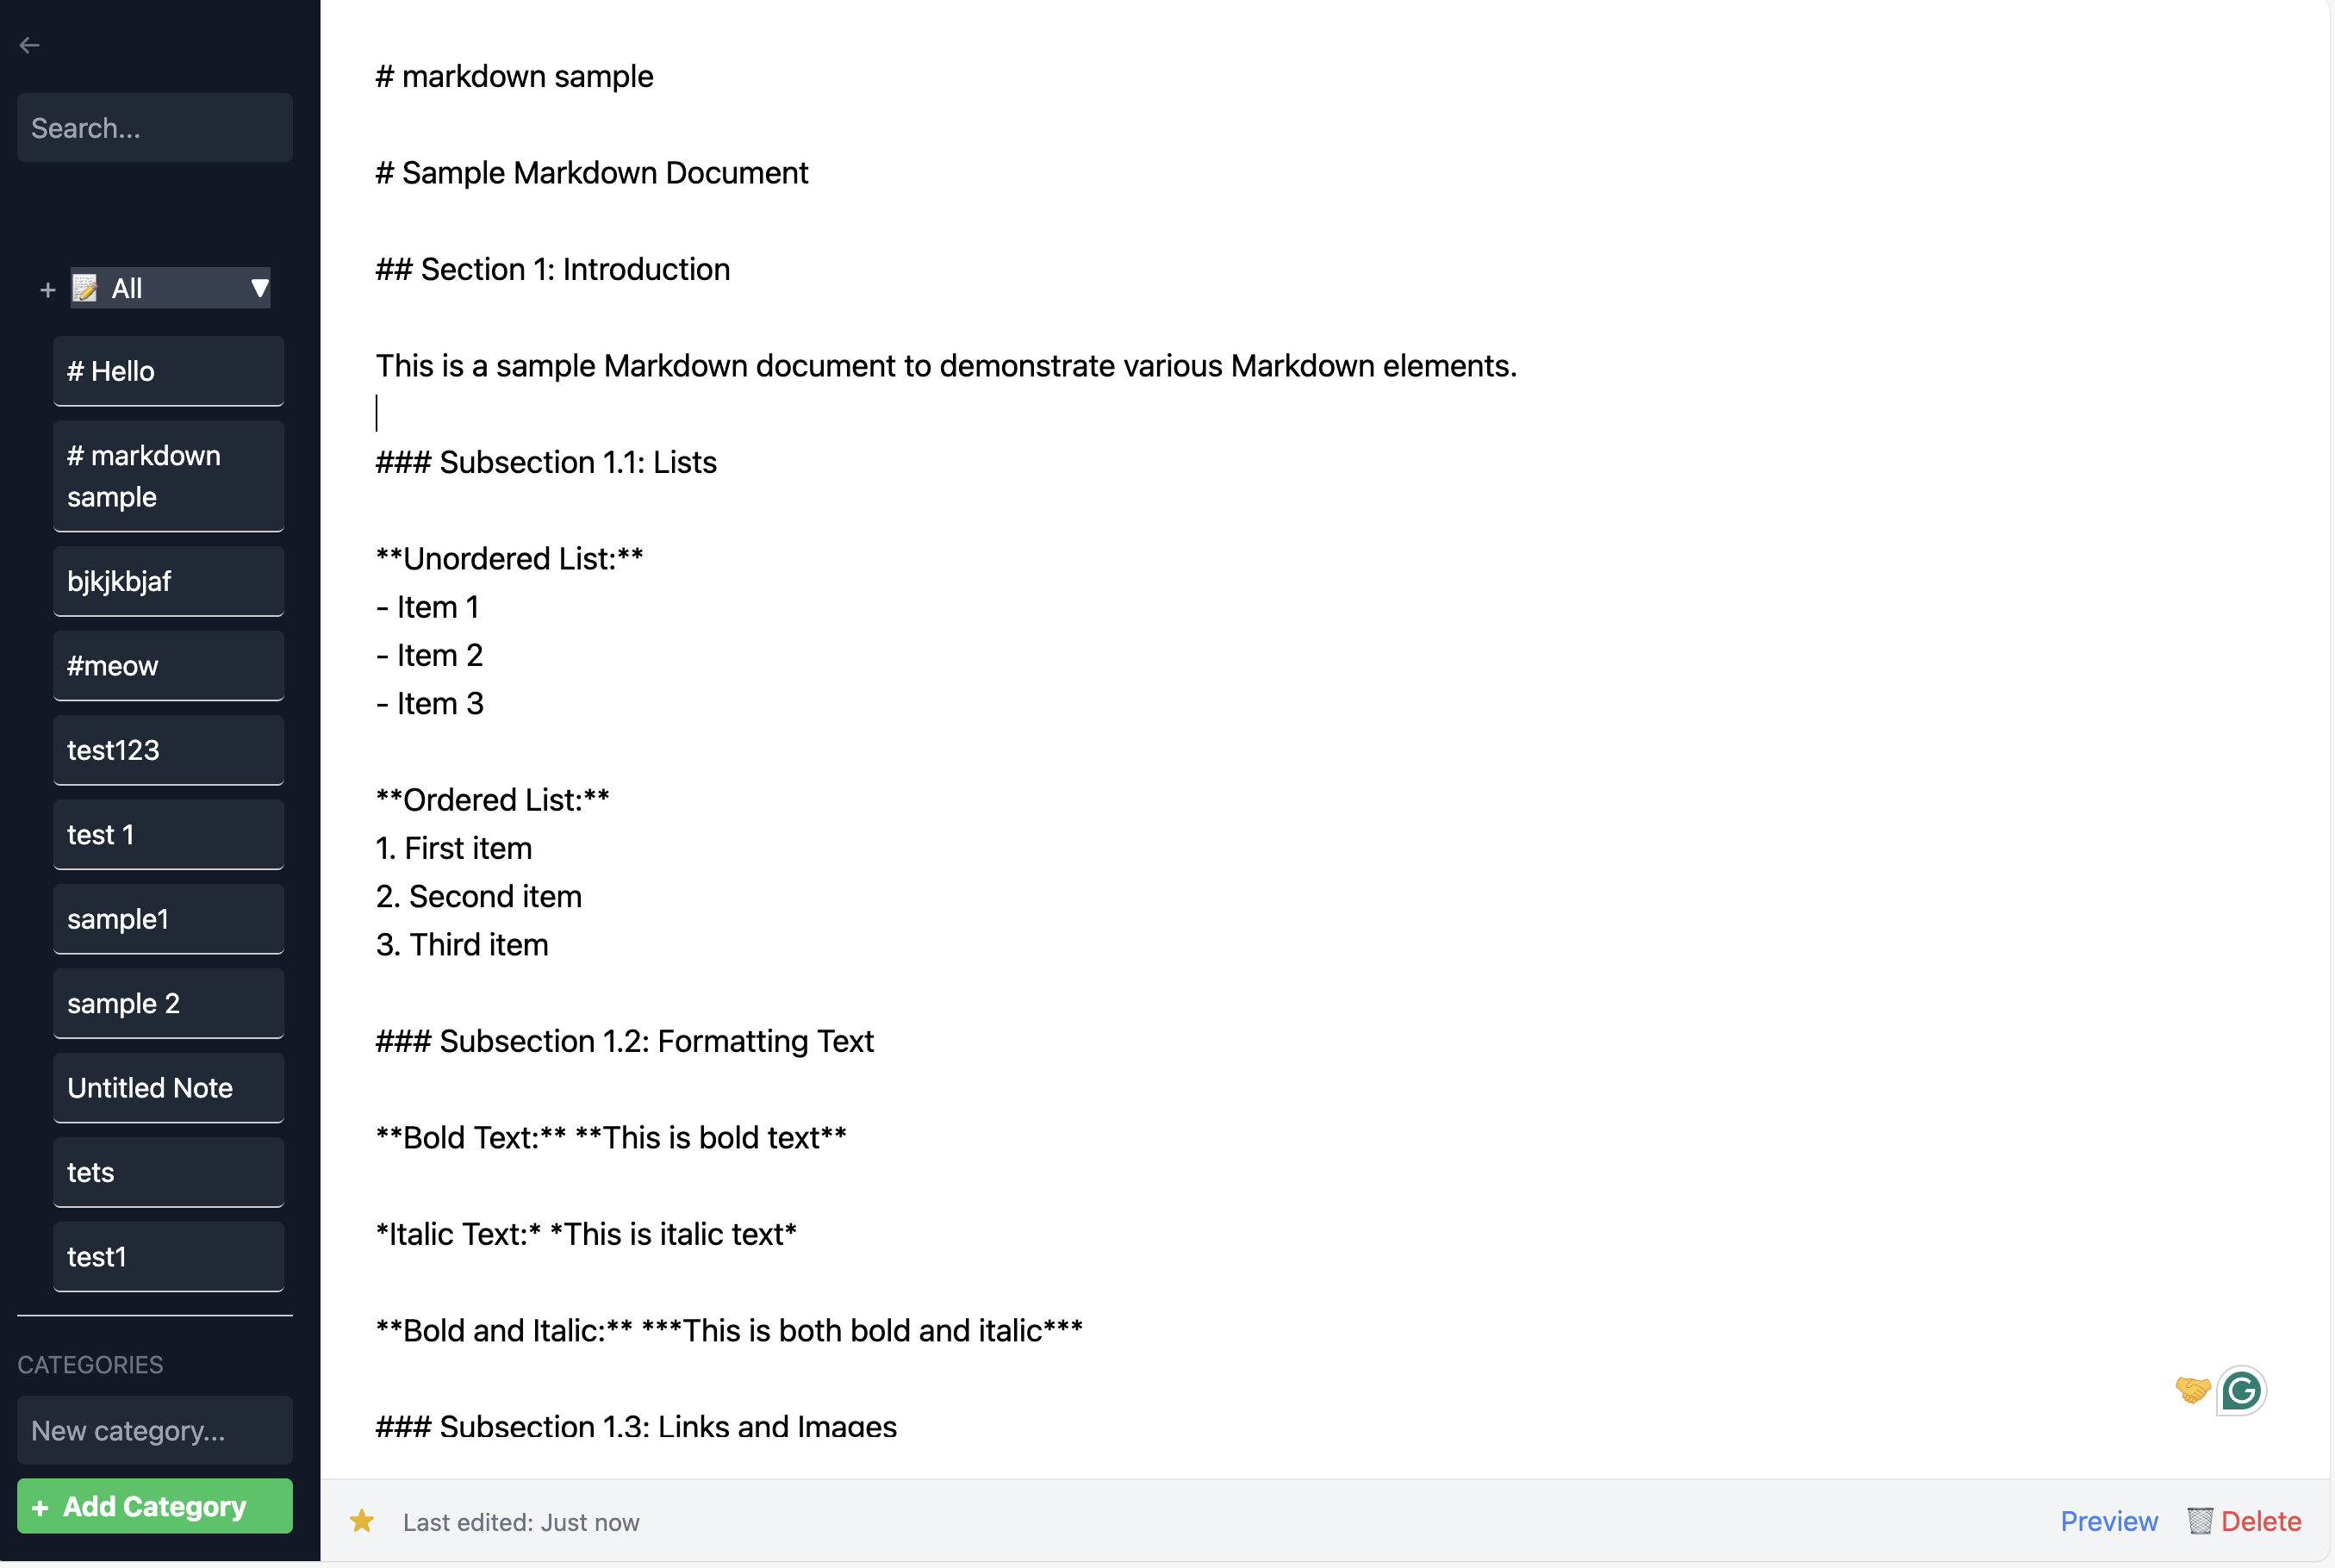 Search...
+ 📝 All ▼
# Hello
# markdown
sample
bjkjkbjaf
#meow
test123
test 1
sample1
sample 2
Untitled Note
tets
test1
CATEGORIES
New category...
+ Add Category
# markdown sample
# Sample Markdown Document
## Section 1: Introduction
This is a sample Markdown document to demonstrate various Markdown elements.
### Subsection 1.1: Lists
**Unordered List:**
- Item 1
- Item 2
- Item 3
**Ordered List:**
1. First item
2. Second item
3. Third item
### Subsection 1.2: Formatting Text
**Bold Text:** **This is bold text**
*Italic Text:* *This is italic text*
**Bold and Italic:** ***This is both bold and italic***
### Subsection 1.3: Links and Images
Last edited: Just now
Preview
Delete